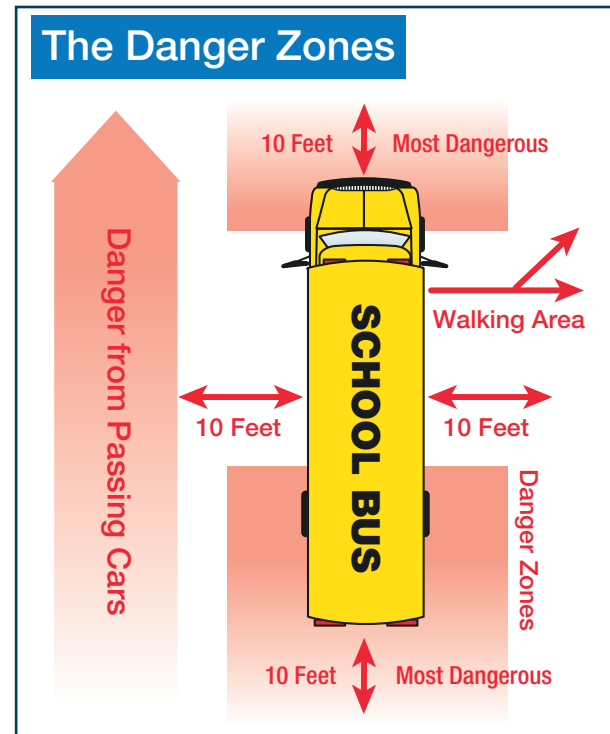 The Danger Zones
10 Feet
Most Dangerous
Danger from Passing Cars
SCHOOL BUS
Walking Area
10 Feet
10 Feet
Danger Zones
10 Feet
Most Dangerous